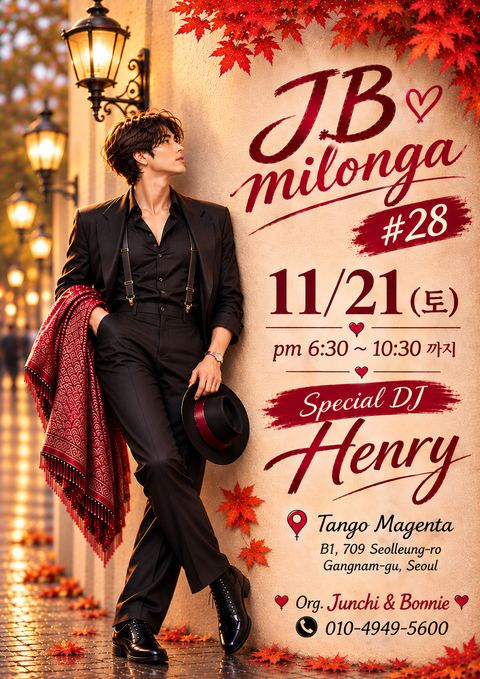 JB
milonga
#28
11/21 (토)
pm 6:30 ~ 10:30 까지
Special DJ
Henry
Tango Magenta
B1, 709 Seolleung-ro
Gangnam-gu, Seoul
Org. Junchi & Bonnie
010-4949-5600